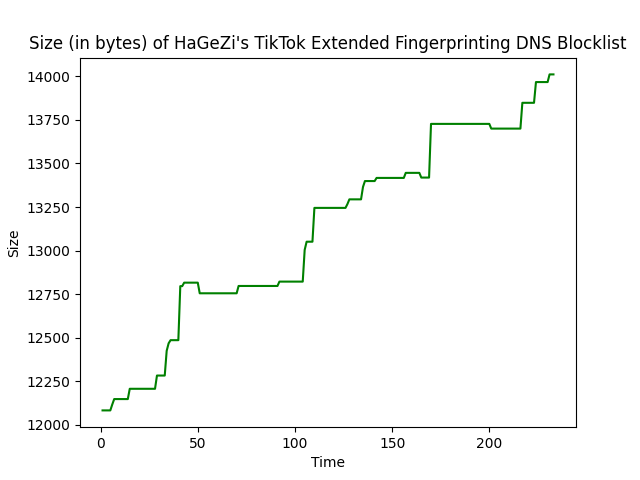 Size (in bytes) of HaGeZi's TikTok Extended Fingerprinting DNS Blocklist
14000
13750
13500
13250
13000
12750
12500
12250
12000
Size
0 50 100 150 200
Time